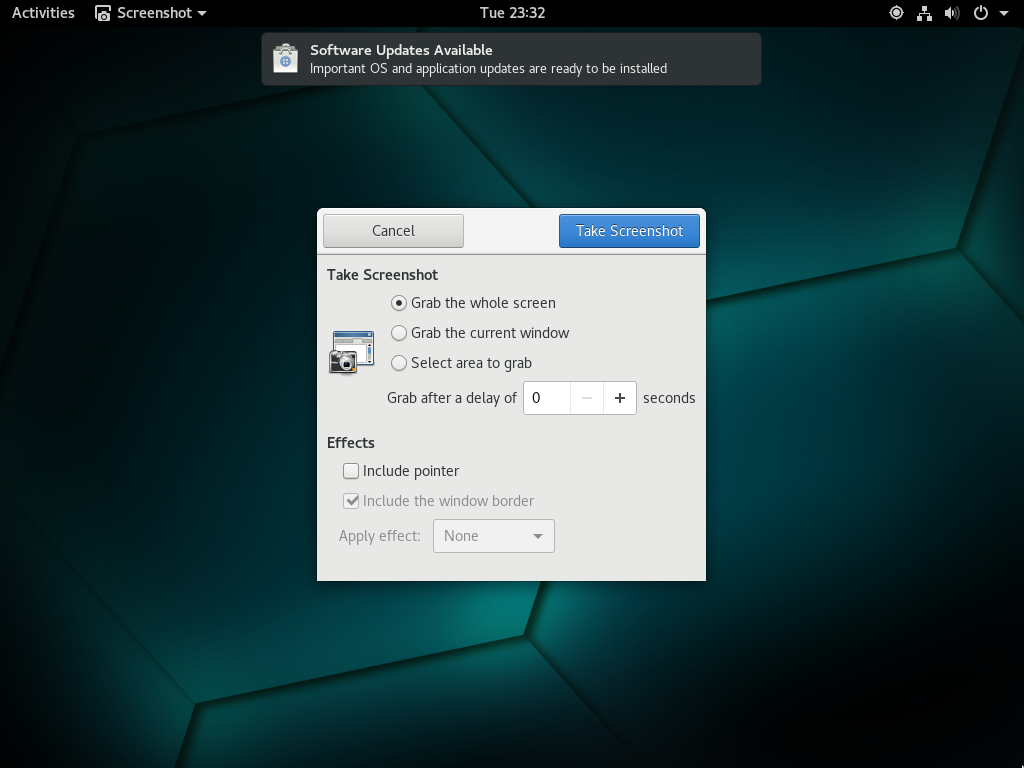 Activities Screenshot Tue 23:32
Software Updates Available
Important OS and application updates are ready to be installed
Cancel Take Screenshot
Take Screenshot
Grab the whole screen
Grab the current window
Select area to grab
Grab after a delay of 0 − + seconds
Effects
Include pointer
Include the window border
Apply effect: None